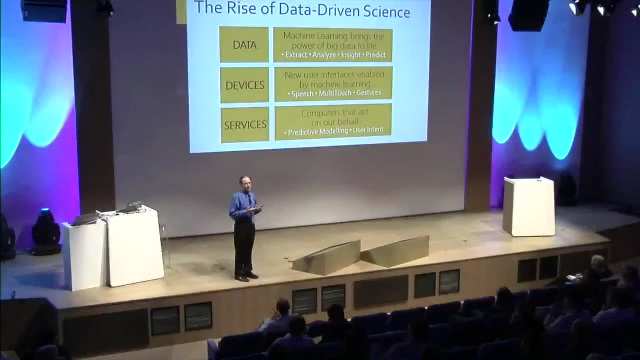 The Rise of Data-Driven Science
DATA
Machine Learning brings the
power of big data to life
• Extract • Analyze • Insight • Predict
DEVICES
New user interfaces enabled
by machine learning
• Speech • MultiTouch • Gestures
SERVICES
Computers that act
on our behalf
• Predictive Modelling • User Intent